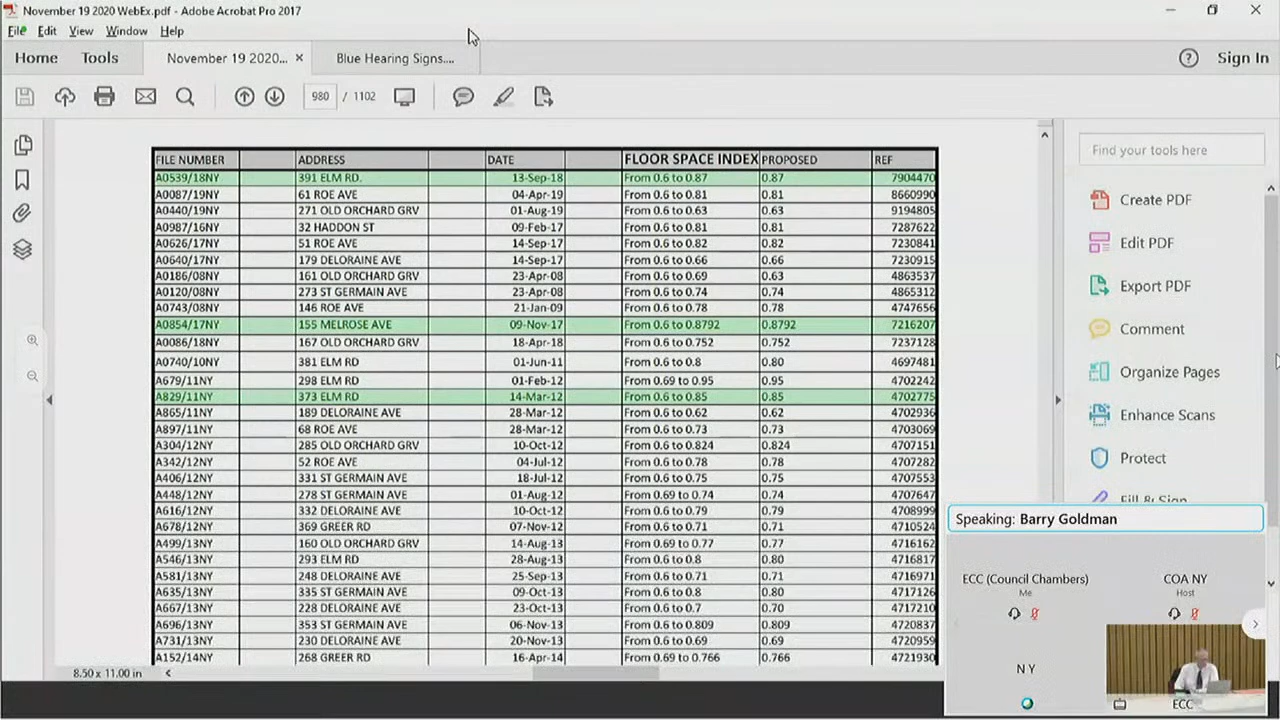 November 19 2020 WebEx.pdf - Adobe Acrobat Pro 2017
File Edit View Window Help
Home Tools November 19 2020... × Blue Hearing Signs.... ? Sign In
980 / 1102
Find your tools here
FILE NUMBER ADDRESS DATE FLOOR SPACE INDEX PROPOSED REF
A0539/18NY 391 ELM RD. 13-Sep-18 From 0.6 to 0.87 0.87 7904470
A0087/19NY 61 ROE AVE 04-Apr-19 From 0.6 to 0.81 0.81 8660990
A0440/19NY 271 OLD ORCHARD GRV 01-Aug-19 From 0.6 to 0.63 0.63 9194805
A0987/16NY 32 HADDON ST 09-Feb-17 From 0.6 to 0.81 0.81 7287622
A0626/17NY 51 ROE AVE 14-Sep-17 From 0.6 to 0.82 0.82 7230841
A0640/17NY 179 DELORAINE AVE 14-Sep-17 From 0.6 to 0.66 0.66 7230915
A0186/08NY 161 OLD ORCHARD GRV 23-Apr-08 From 0.6 to 0.69 0.63 4863537
A0120/08NY 273 ST GERMAIN AVE 23-Apr-08 From 0.6 to 0.74 0.74 4865312
A0743/08NY 146 ROE AVE 21-Jan-09 From 0.6 to 0.78 0.78 4747656
A0854/17NY 155 MELROSE AVE 09-Nov-17 From 0.6 to 0.8792 0.8792 7216207
A0086/18NY 167 OLD ORCHARD GRV 18-Apr-18 From 0.6 to 0.752 0.752 7237128
A0740/10NY 381 ELM RD 01-Jun-11 From 0.6 to 0.8 0.80 4697481
A679/11NY 298 ELM RD 01-Feb-12 From 0.69 to 0.95 0.95 4702242
A829/11NY 373 ELM RD 14-Mar-12 From 0.6 to 0.85 0.85 4702775
A865/11NY 189 DELORAINE AVE 28-Mar-12 From 0.6 to 0.62 0.62 4702936
A897/11NY 68 ROE AVE 28-Mar-12 From 0.6 to 0.73 0.73 4703069
A304/12NY 285 OLD ORCHARD GRV 10-Oct-12 From 0.6 to 0.824 0.824 4707151
A342/12NY 52 ROE AVE 04-Jul-12 From 0.6 to 0.78 0.78 4707282
A406/12NY 331 ST GERMAIN AVE 18-Jul-12 From 0.6 to 0.75 0.75 4707553
A448/12NY 278 ST GERMAIN AVE 01-Aug-12 From 0.69 to 0.74 0.74 4707647
A616/12NY 332 DELORAINE AVE 10-Oct-12 From 0.6 to 0.79 0.79 4708999
A678/12NY 369 GREER RD 07-Nov-12 From 0.6 to 0.71 0.71 4710524
A499/13NY 160 OLD ORCHARD GRV 14-Aug-13 From 0.69 to 0.77 0.77 4716162
A546/13NY 293 ELM RD 28-Aug-13 From 0.6 to 0.8 0.80 4716817
A581/13NY 248 DELORAINE AVE 25-Sep-13 From 0.6 to 0.71 0.71 4716971
A635/13NY 335 ST GERMAIN AVE 09-Oct-13 From 0.6 to 0.8 0.80 4717126
A667/13NY 228 DELORAINE AVE 23-Oct-13 From 0.6 to 0.7 0.70 4717210
A696/13NY 353 ST GERMAIN AVE 06-Nov-13 From 0.6 to 0.809 0.809 4720837
A731/13NY 230 DELORAINE AVE 20-Nov-13 From 0.6 to 0.69 0.69 4720959
A152/14NY 268 GREER RD 16-Apr-14 From 0.69 to 0.766 0.766 4721930
8.50 x 11.00 in
Create PDF
Edit PDF
Export PDF
Comment
Organize Pages
Enhance Scans
Protect
Fill & Sign
Speaking: Barry Goldman
ECC (Council Chambers) COA NY
Me Host
N Y ECC